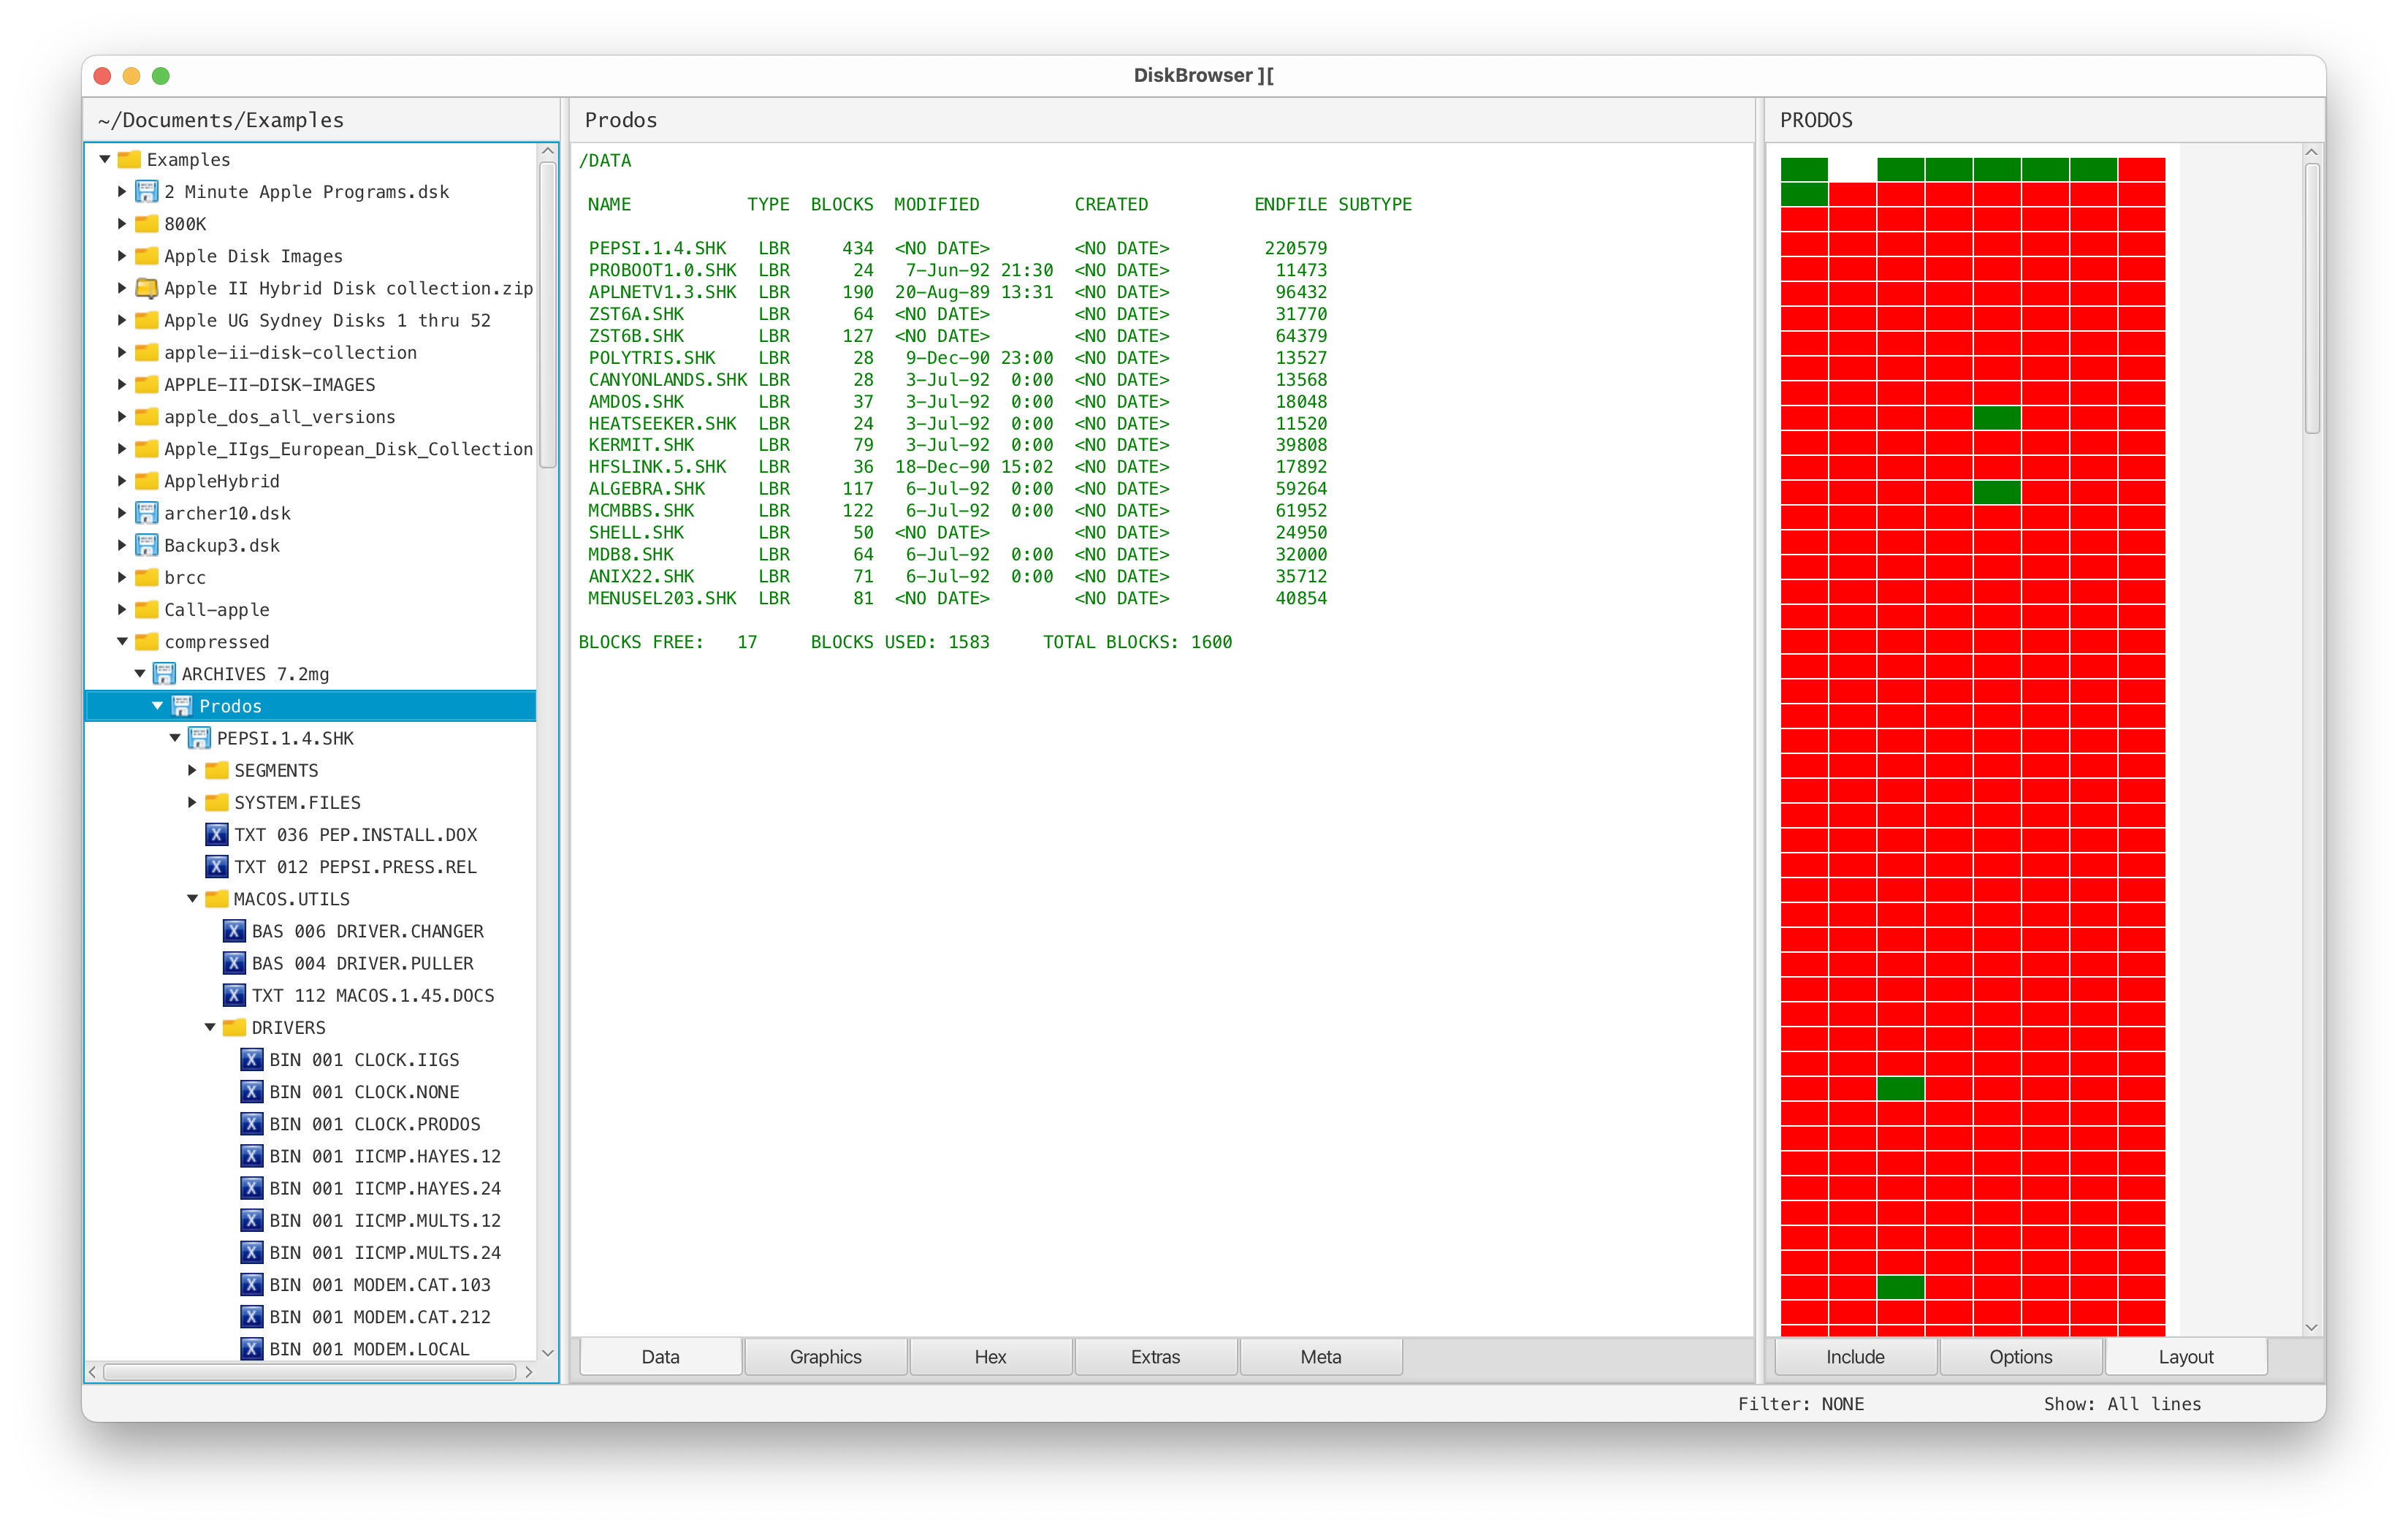 DiskBrowser ][
~/Documents/Examples
Examples
2 Minute Apple Programs.dsk
800K
Apple Disk Images
Apple II Hybrid Disk collection.zip
Apple UG Sydney Disks 1 thru 52
apple-ii-disk-collection
APPLE-II-DISK-IMAGES
apple_dos_all_versions
Apple_IIgs_European_Disk_Collection
AppleHybrid
archer10.dsk
Backup3.dsk
brcc
Call-apple
compressed
ARCHIVES 7.2mg
Prodos
PEPSI.1.4.SHK
SEGMENTS
SYSTEM.FILES
TXT 036 PEP.INSTALL.DOX
TXT 012 PEPSI.PRESS.REL
MACOS.UTILS
BAS 006 DRIVER.CHANGER
BAS 004 DRIVER.PULLER
TXT 112 MACOS.1.45.DOCS
DRIVERS
BIN 001 CLOCK.IIGS
BIN 001 CLOCK.NONE
BIN 001 CLOCK.PRODOS
BIN 001 IICMP.HAYES.12
BIN 001 IICMP.HAYES.24
BIN 001 IICMP.MULTS.12
BIN 001 IICMP.MULTS.24
BIN 001 MODEM.CAT.103
BIN 001 MODEM.CAT.212
BIN 001 MODEM.LOCAL
Prodos
/DATA
NAME TYPE BLOCKS MODIFIED CREATED ENDFILE SUBTYPE
PEPSI.1.4.SHK LBR 434 <NO DATE> <NO DATE> 220579
PROBOOT1.0.SHK LBR 24 7-Jun-92 21:30 <NO DATE> 11473
APLNETV1.3.SHK LBR 190 20-Aug-89 13:31 <NO DATE> 96432
ZST6A.SHK LBR 64 <NO DATE> <NO DATE> 31770
ZST6B.SHK LBR 127 <NO DATE> <NO DATE> 64379
POLYTRIS.SHK LBR 28 9-Dec-90 23:00 <NO DATE> 13527
CANYONLANDS.SHK LBR 28 3-Jul-92 0:00 <NO DATE> 13568
AMDOS.SHK LBR 37 3-Jul-92 0:00 <NO DATE> 18048
HEATSEEKER.SHK LBR 24 3-Jul-92 0:00 <NO DATE> 11520
KERMIT.SHK LBR 79 3-Jul-92 0:00 <NO DATE> 39808
HFSLINK.5.SHK LBR 36 18-Dec-90 15:02 <NO DATE> 17892
ALGEBRA.SHK LBR 117 6-Jul-92 0:00 <NO DATE> 59264
MCMBBS.SHK LBR 122 6-Jul-92 0:00 <NO DATE> 61952
SHELL.SHK LBR 50 <NO DATE> <NO DATE> 24950
MDB8.SHK LBR 64 6-Jul-92 0:00 <NO DATE> 32000
ANIX22.SHK LBR 71 6-Jul-92 0:00 <NO DATE> 35712
MENUSEL203.SHK LBR 81 <NO DATE> <NO DATE> 40854
BLOCKS FREE: 17 BLOCKS USED: 1583 TOTAL BLOCKS: 1600
Data Graphics Hex Extras Meta
PRODOS
Include Options Layout
Filter: NONE Show: All lines